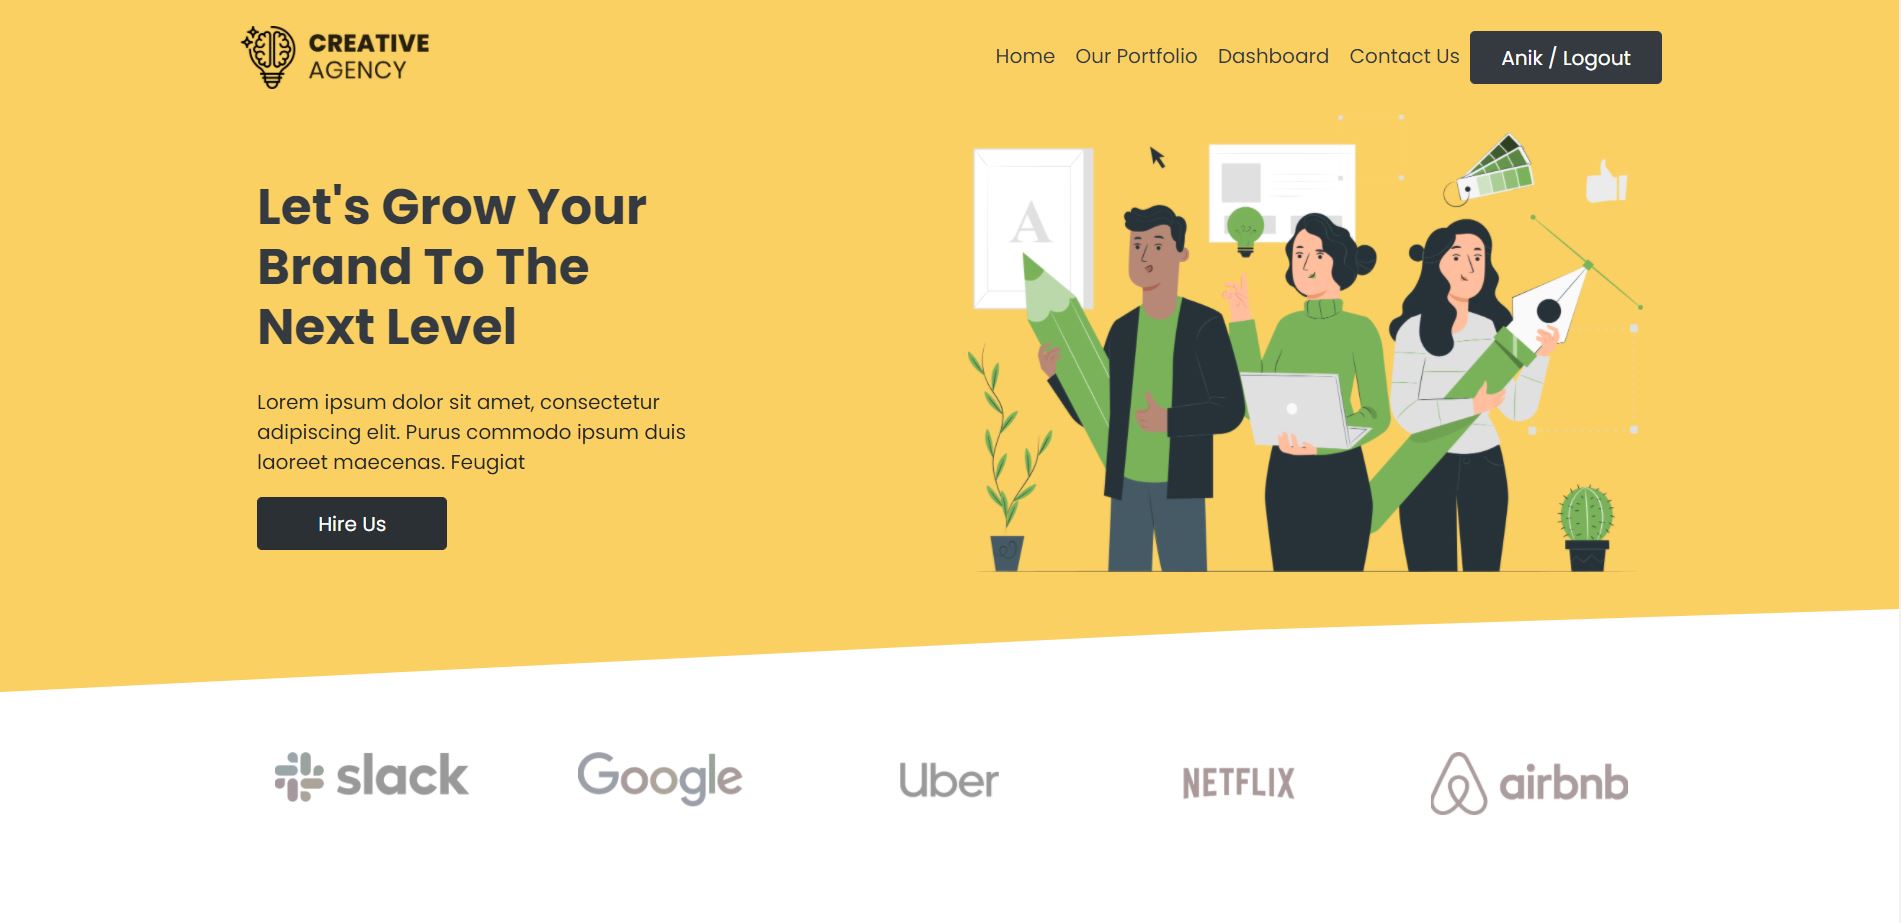 CREATIVE
AGENCY
Home Our Portfolio Dashboard Contact Us Anik / Logout
A
Let's Grow Your
Brand To The
Next Level
Lorem ipsum dolor sit amet, consectetur
adipiscing elit. Purus commodo ipsum duis
laoreet maecenas. Feugiat
Hire Us
slack Google Uber NETFLIX airbnb